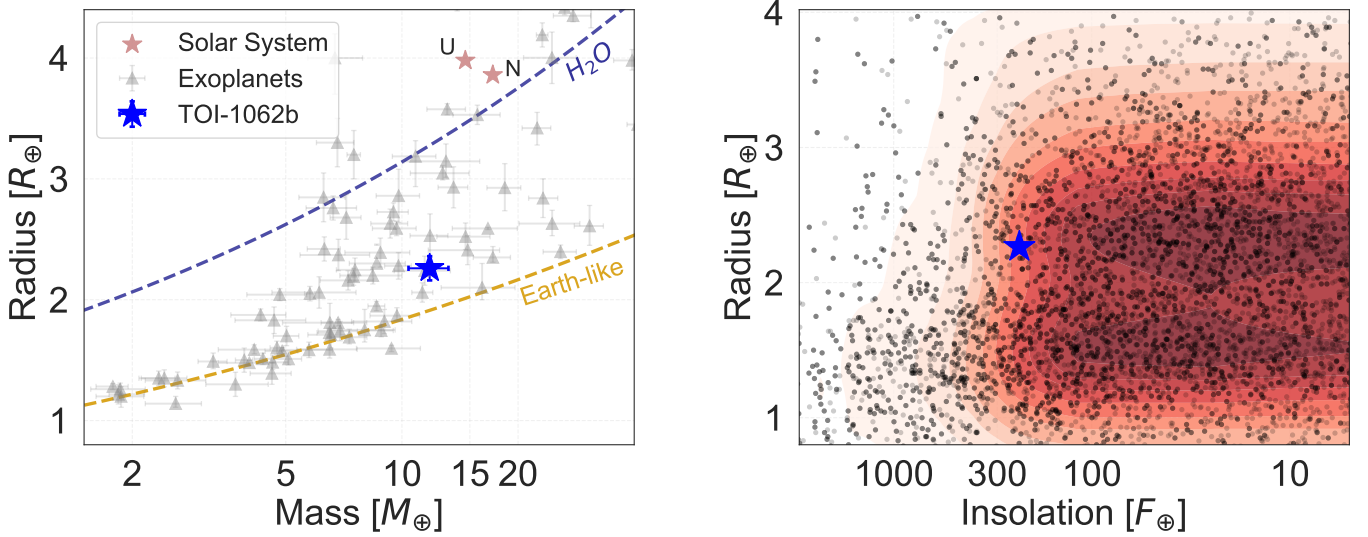 Solar System
Exoplanets
TOI-1062b
U
N
H₂O
Earth-like
4
3
2
1
Radius [R⊕]
2
5
10
15
20
Mass [M⊕]
4
3
2
1
Radius [R⊕]
1000
300
100
10
Insolation [F⊕]